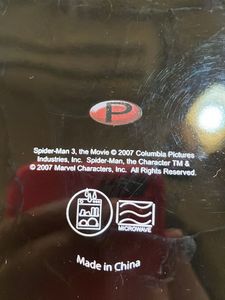 P
Spider-Man 3, the Movie © 2007 Columbia Pictures
Industries, Inc. Spider-Man, the Character TM &
© 2007 Marvel Characters, Inc. All Rights Reserved.
MICROWAVE
Made in China